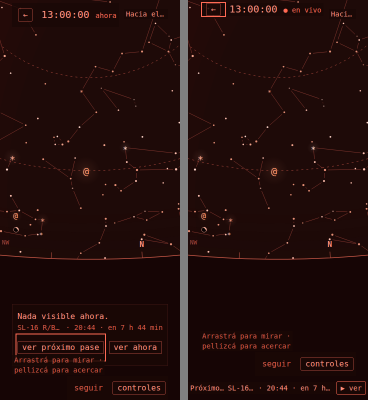 ← 13:00:00 ahora Hacia el…
@
@
NW
N
Nada visible ahora.
SL-16 R/B… · 20:44 · en 7 h 44 min
ver próximo pase
ver ahora
Arrastrá para mirar ·
pellizcá para acercar
seguir controles
← 13:00:00 ● en vivo Haci…
@
@
NW
N
Arrastrá para mirar ·
pellizcá para acercar
seguir controles
Próximo… SL-16… · 20:44 · en 7 h… ▶ ver